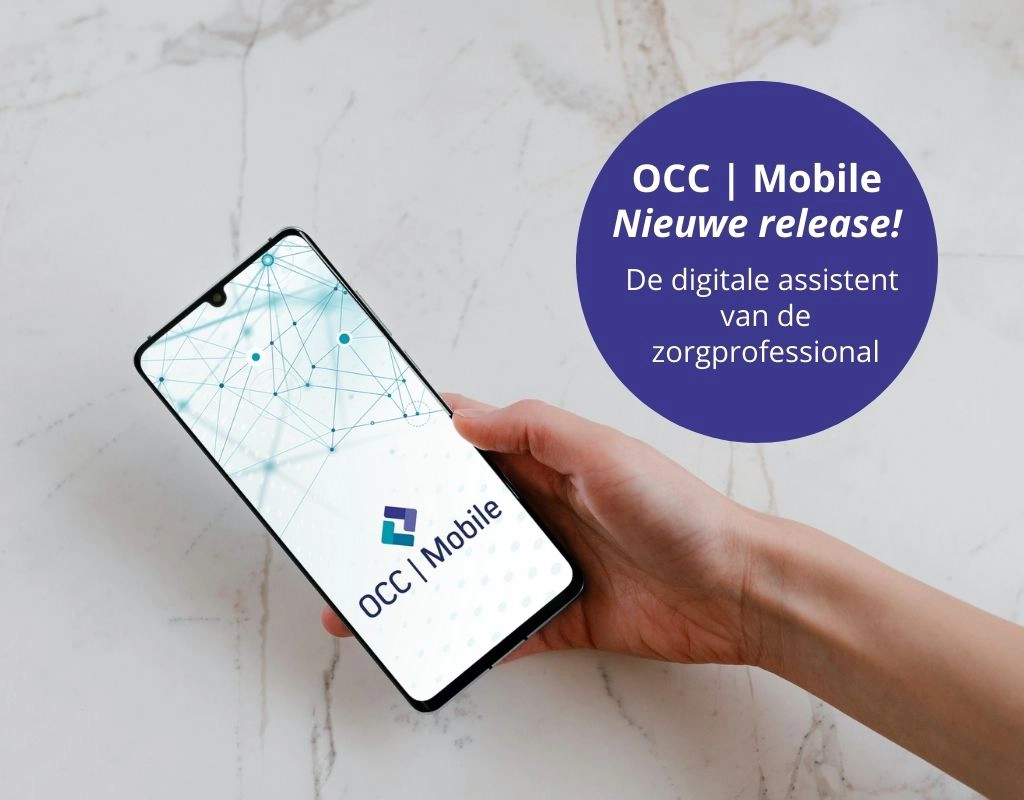 OCC | Mobile
Nieuwe release!
De digitale assistent
van de
zorgprofessional
OCC | Mobile